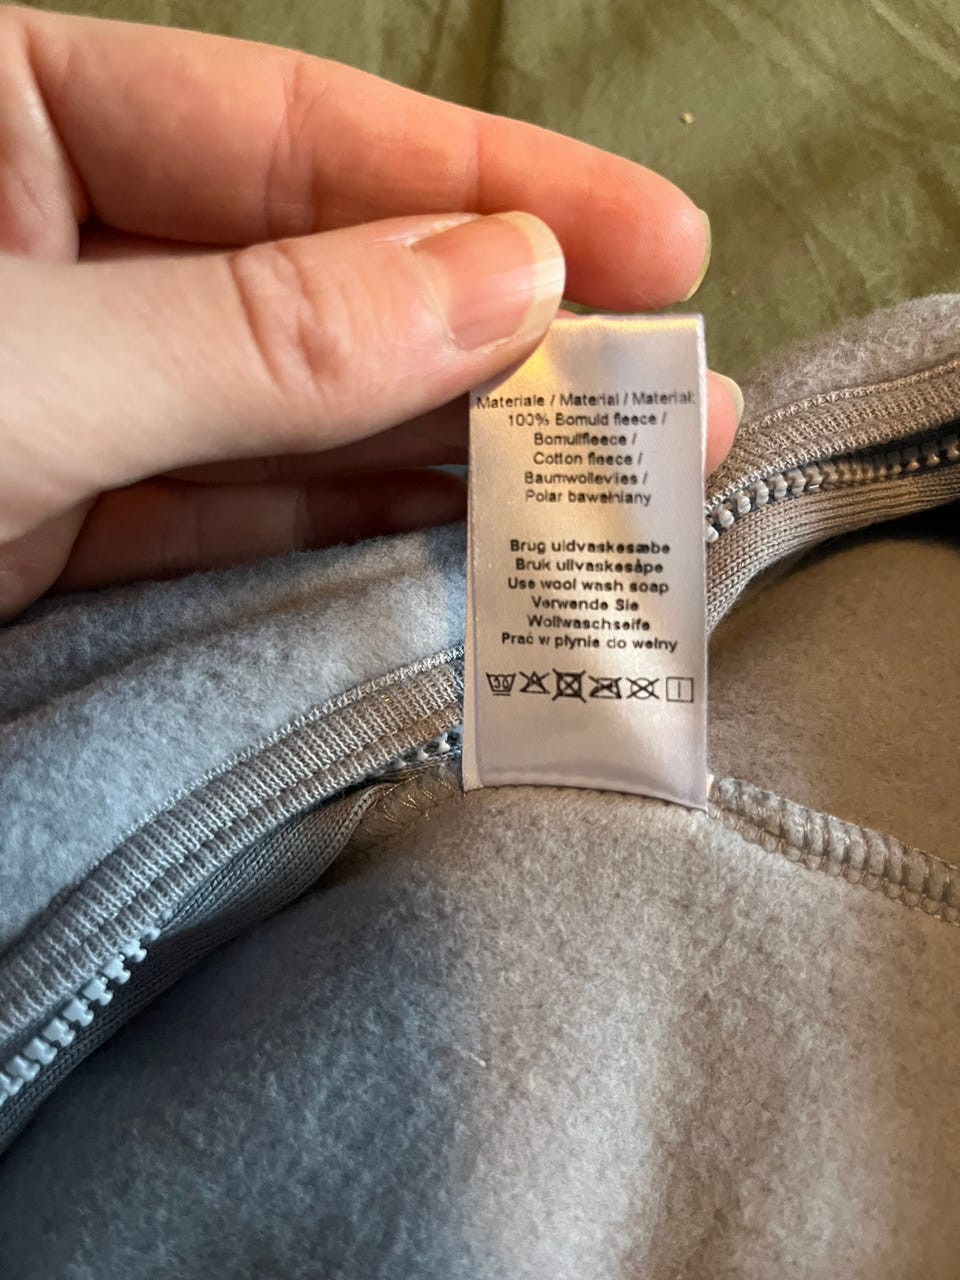 Materiale / Material / Material:
100% Bomuld fleece /
Bomullfleece /
Cotton fleece /
Baumwollevlies /
Polar bawełniany
Brug uldvaskesæbe
Bruk ullvaskesåpe
Use wool wash soap
Verwende Sie
Wollwaschseife
Prać w płynie do wełny
30